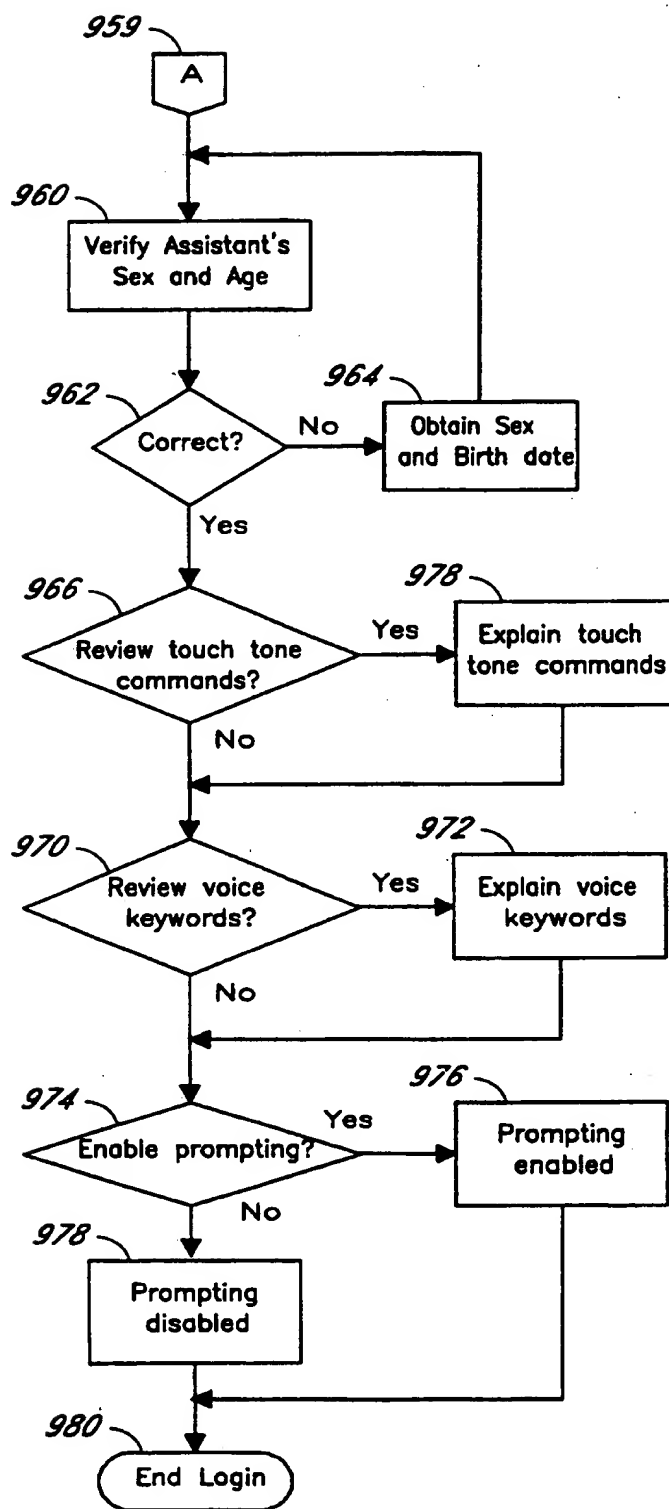 959
A
960
Verify Assistant's
Sex and Age
962
Correct?
No
964
Obtain Sex
and Birth date
Yes
966
Review touch tone
commands?
Yes
978
Explain touch
tone commands
No
970
Review voice
keywords?
Yes
972
Explain voice
keywords
No
974
Enable prompting?
Yes
976
Prompting
enabled
No
978
Prompting
disabled
980
End Login